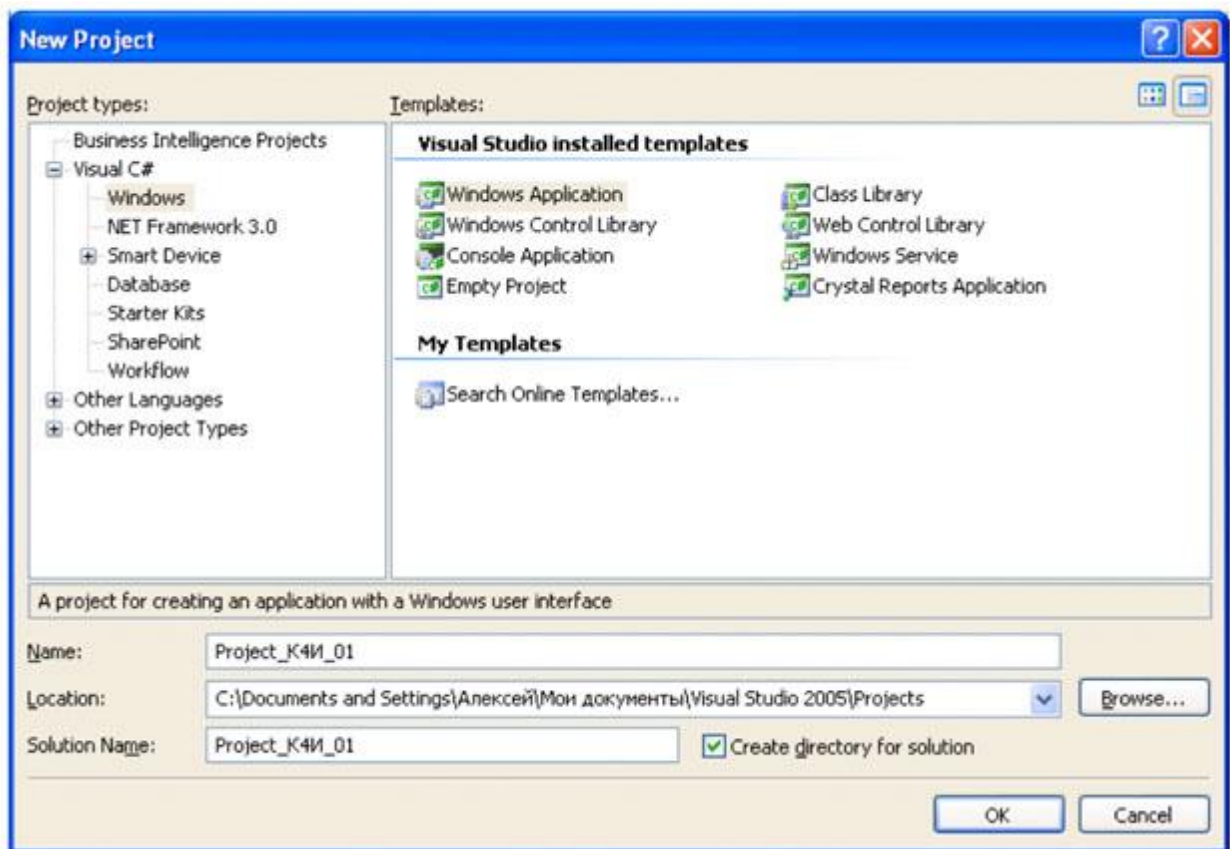 New Project
Project types:
Templates:
Business Intelligence Projects
Visual C#
Windows
NET Framework 3.0
Smart Device
Database
Starter Kits
SharePoint
Workflow
Other Languages
Other Project Types
Visual Studio installed templates
Windows Application
Class Library
Windows Control Library
Web Control Library
Console Application
Windows Service
Empty Project
Crystal Reports Application
My Templates
Search Online Templates...
A project for creating an application with a Windows user interface
Name: Project_К4И_01
Location: C:\Documents and Settings\Алексей\Мои документы\Visual Studio 2005\Projects Browse...
Solution Name: Project_К4И_01 Create directory for solution
OK Cancel